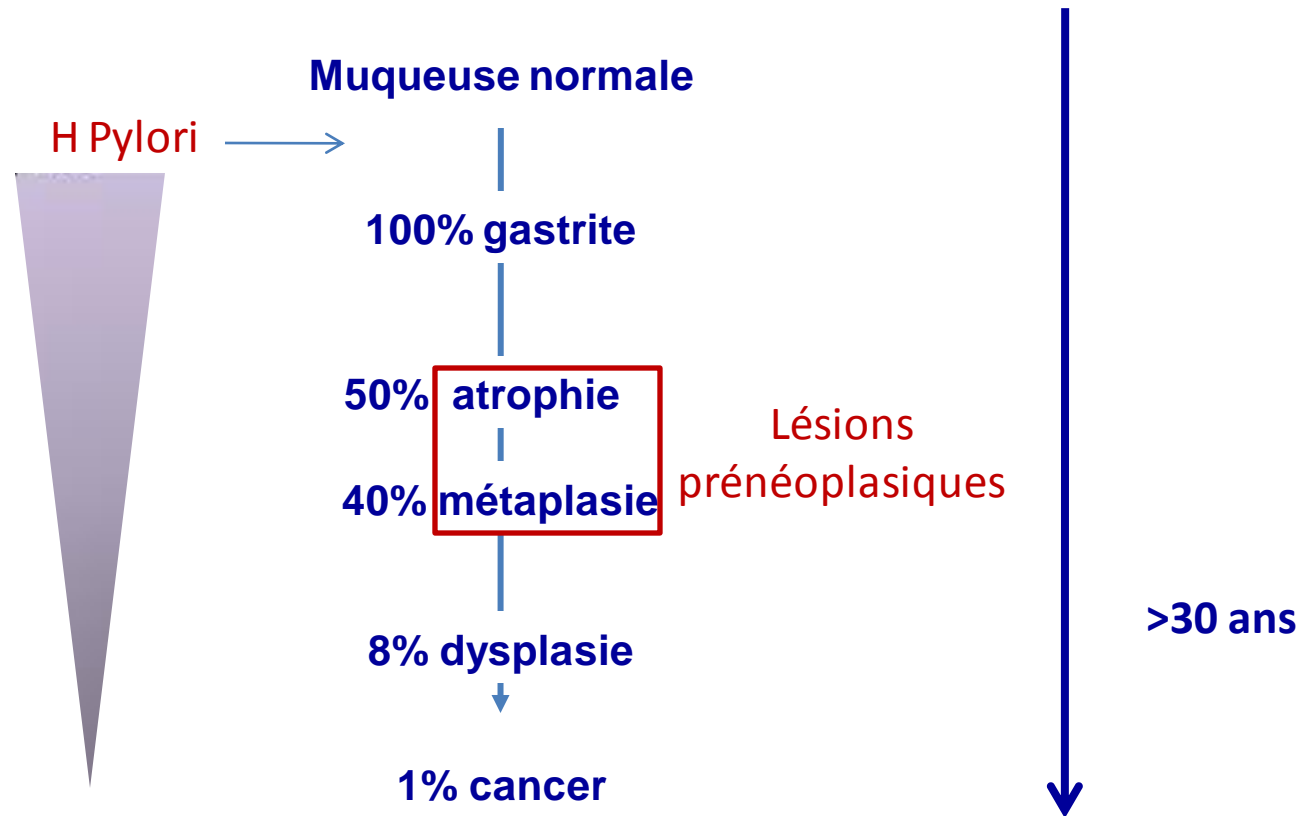 Muqueuse normale
H Pylori
100% gastrite
50% atrophie
40% métaplasie
Lésions
prénéoplasiques
8% dysplasie
>30 ans
1% cancer